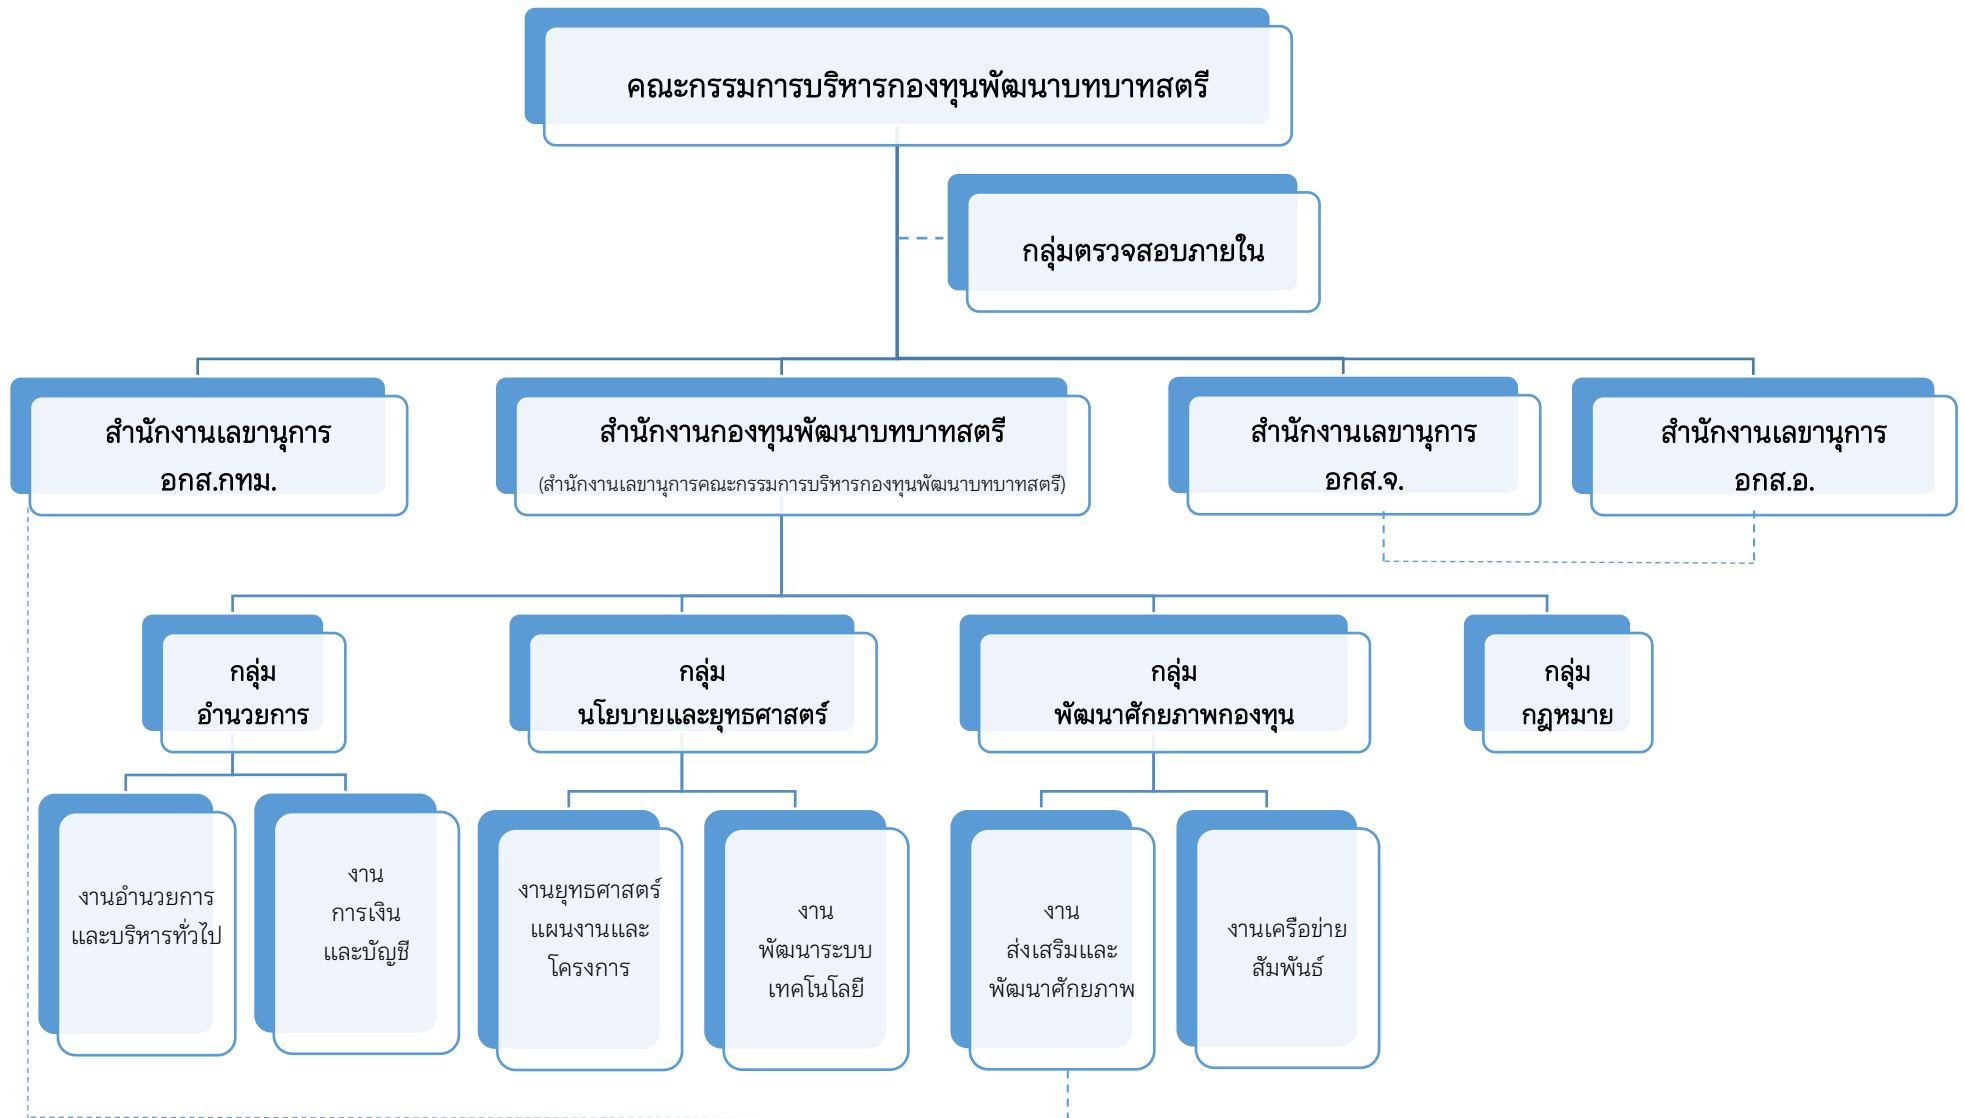 คณะกรรมการบริหารกองทุนพัฒนาบทบาทสตรี
กลุ่มตรวจสอบภายใน
สำนักงานเลขานุการ
อกส.กทม.
สำนักงานกองทุนพัฒนาบทบาทสตรี
(สำนักงานเลขานุการคณะกรรมการบริหารกองทุนพัฒนาบทบาทสตรี)
สำนักงานเลขานุการ
อกส.จ.
สำนักงานเลขานุการ
อกส.อ.
กลุ่ม
อำนวยการ
กลุ่ม
นโยบายและยุทธศาสตร์
กลุ่ม
พัฒนาศักยภาพกองทุน
กลุ่ม
กฎหมาย
งานอำนวยการ
และบริหารทั่วไป
งาน
การเงิน
และบัญชี
งานยุทธศาสตร์
แผนงานและ
โครงการ
งาน
พัฒนาระบบ
เทคโนโลยี
งาน
ส่งเสริมและ
พัฒนาศักยภาพ
งานเครือข่าย
สัมพันธ์